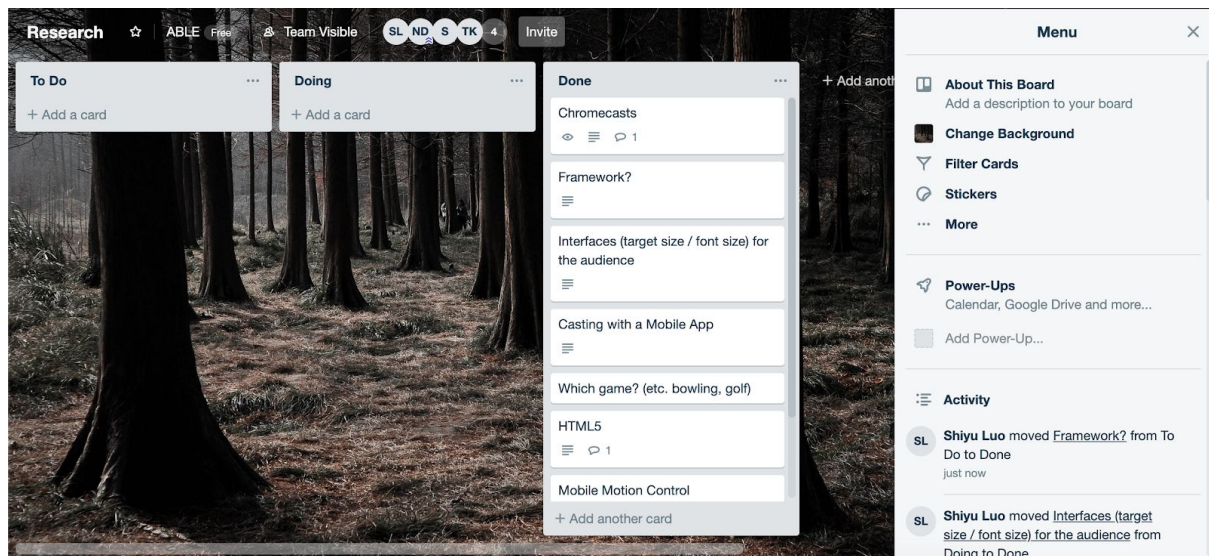 Research
ABLE Free
Team Visible
SL ND S TK 4
Invite
To Do
+ Add a card
Doing
+ Add a card
Done
Chromecasts
1
Framework?
Interfaces (target size / font size) for
the audience
Casting with a Mobile App
Which game? (etc. bowling, golf)
HTML5
1
Mobile Motion Control
+ Add another card
+ Add anoth
Menu
About This Board
Add a description to your board
Change Background
Filter Cards
Stickers
More
Power-Ups
Calendar, Google Drive and more...
Add Power-Up...
Activity
SL
Shiyu Luo moved Framework? from To
Do to Done
just now
SL
Shiyu Luo moved Interfaces (target
size / font size) for the audience from
Doing to Done